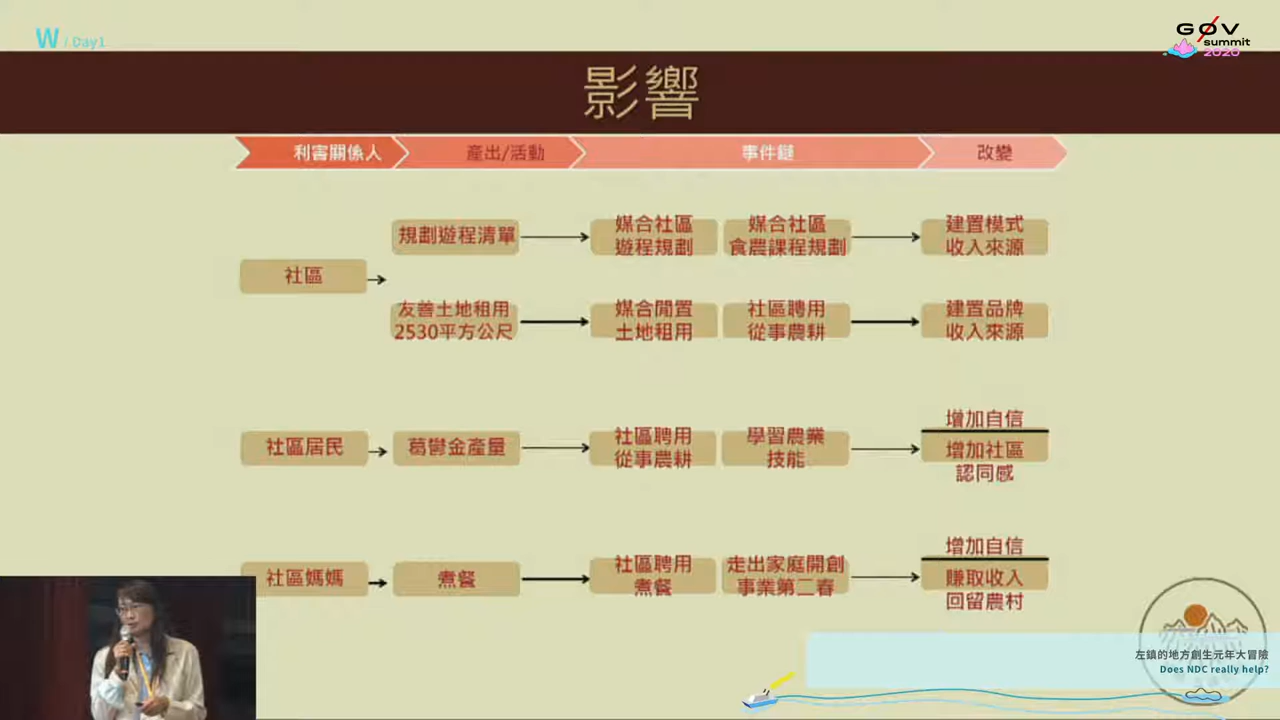 W / Day1
GØV
summit
2020
影響
利害關係人
產出/活動
事件鏈
改變
社區
規劃遊程清單
媒合社區
遊程規劃
媒合社區
食農課程規劃
建置模式
收入來源
友善土地租用
2530平方公尺
媒合閒置
土地租用
社區聘用
從事農耕
建置品牌
收入來源
社區居民
葛鬱金產量
社區聘用
從事農耕
學習農業
技能
增加自信
增加社區
認同感
社區媽媽
煮餐
社區聘用
煮餐
走出家庭開創
事業第二春
增加自信
賺取收入
回留農村
左鎮的地方創生元年大冒險
Does NDC really help?